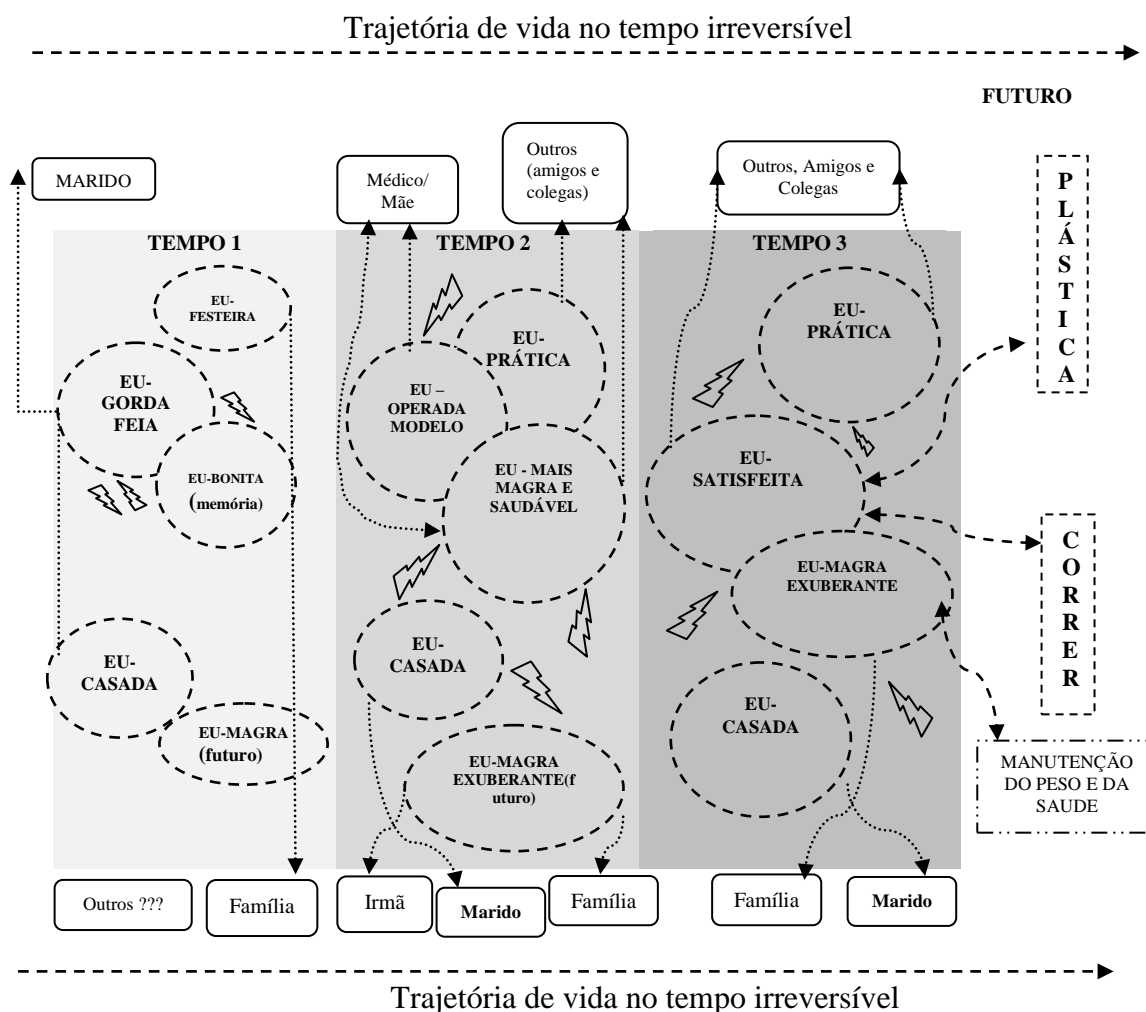 Trajetória de vida no tempo irreversível
FUTURO
MARIDO
Médico/
Mãe
Outros
(amigos e
colegas)
Outros, Amigos e
Colegas
P
L
Á
S
T
I
C
A
TEMPO 1
TEMPO 2
TEMPO 3
EU-
FESTEIRA
EU-
GORDA
FEIA
EU-BONITA
(memória)
EU-
CASADA
EU-MAGRA
(futuro)
EU-
PRÁTICA
EU –
OPERADA
MODELO
EU - MAIS
MAGRA E
SAUDÁVEL
EU-
CASADA
EU-MAGRA
EXUBERANTE(f
uturo)
EU-
PRÁTICA
EU-
SATISFEITA
EU-MAGRA
EXUBERANTE
EU-
CASADA
C
O
R
R
E
R
MANUTENÇÃO
DO PESO E DA
SAUDE
Outros ???
Família
Irmã
Marido
Família
Família
Marido
Trajetória de vida no tempo irreversível